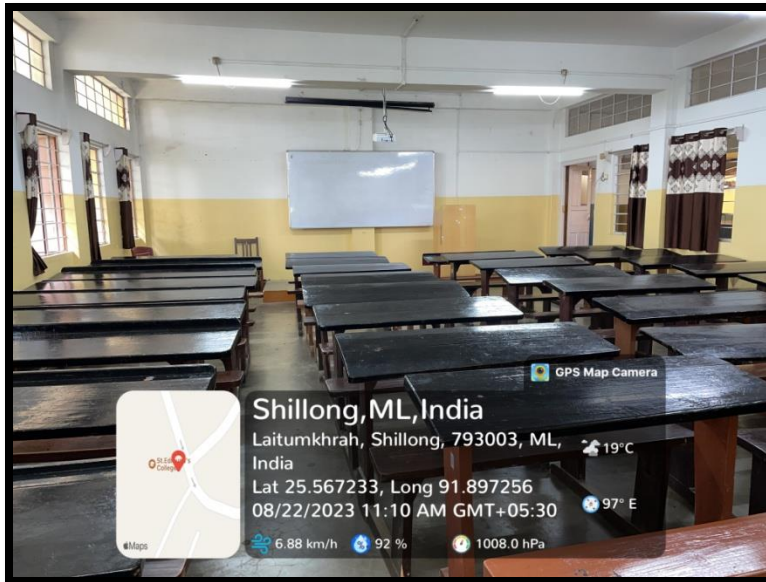 GPS Map Camera
Shillong,ML,India
Laitumkhrah, Shillong, 793003, ML,
India
Lat 25.567233, Long 91.897256
08/22/2023 11:10 AM GMT+05:30
19°C
97° E
6.88 km/h
92 %
1008.0 hPa
College
Maps